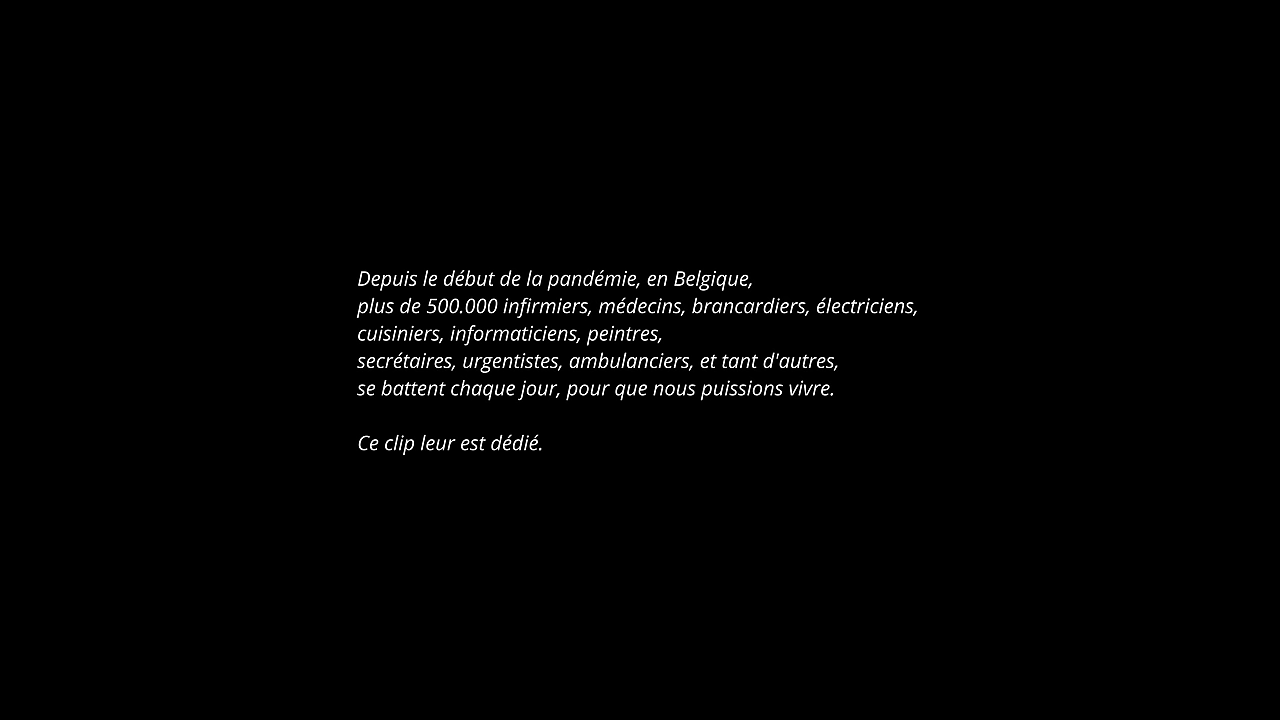 Depuis le début de la pandémie, en Belgique,
plus de 500.000 infirmiers, médecins, brancardiers, électriciens,
cuisiniers, informaticiens, peintres,
secrétaires, urgentistes, ambulanciers, et tant d'autres,
se battent chaque jour, pour que nous puissions vivre.
Ce clip leur est dédié.